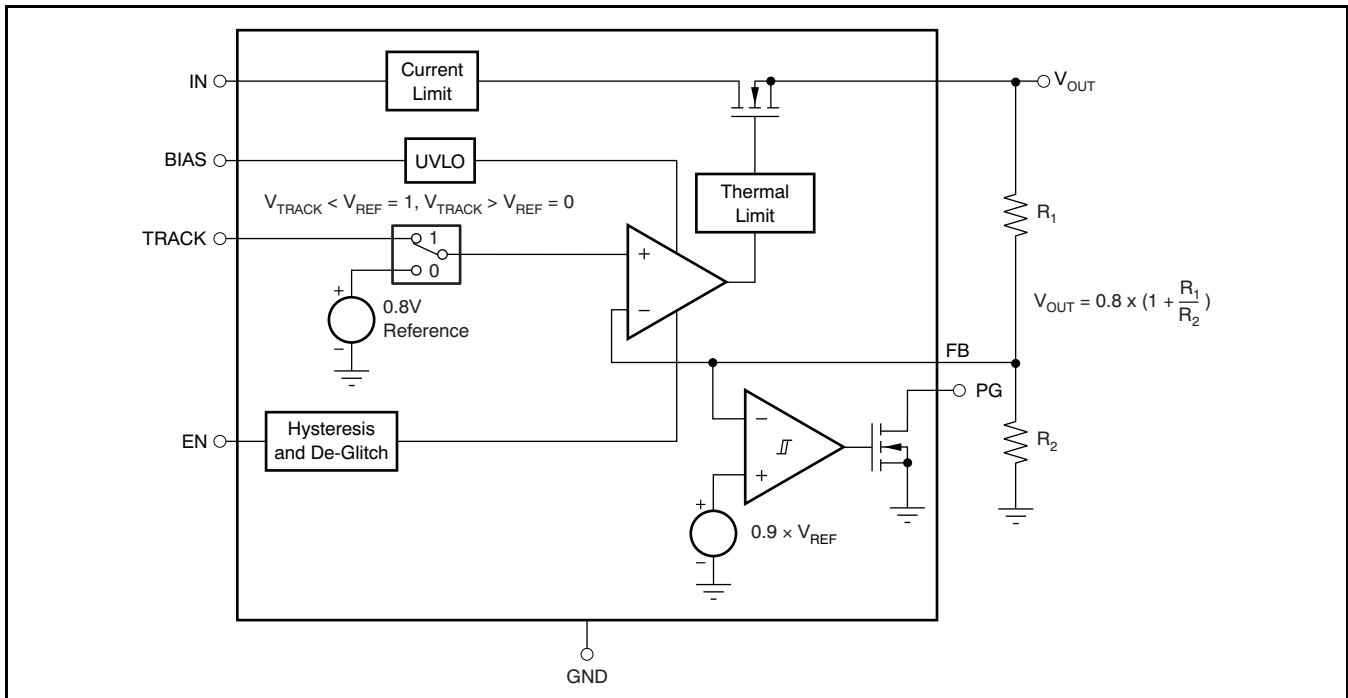 IN
Current
Limit
V_OUT
BIAS
UVLO
Thermal
Limit
V_TRACK < V_REF = 1, V_TRACK > V_REF = 0
R_1
TRACK
1
0
+
−
+
0.8V
Reference
−
V_OUT = 0.8 x (1 + R_1/R_2)
FB
PG
EN
Hysteresis
and De-Glitch
−
+
R_2
+
0.9 × V_REF
−
GND